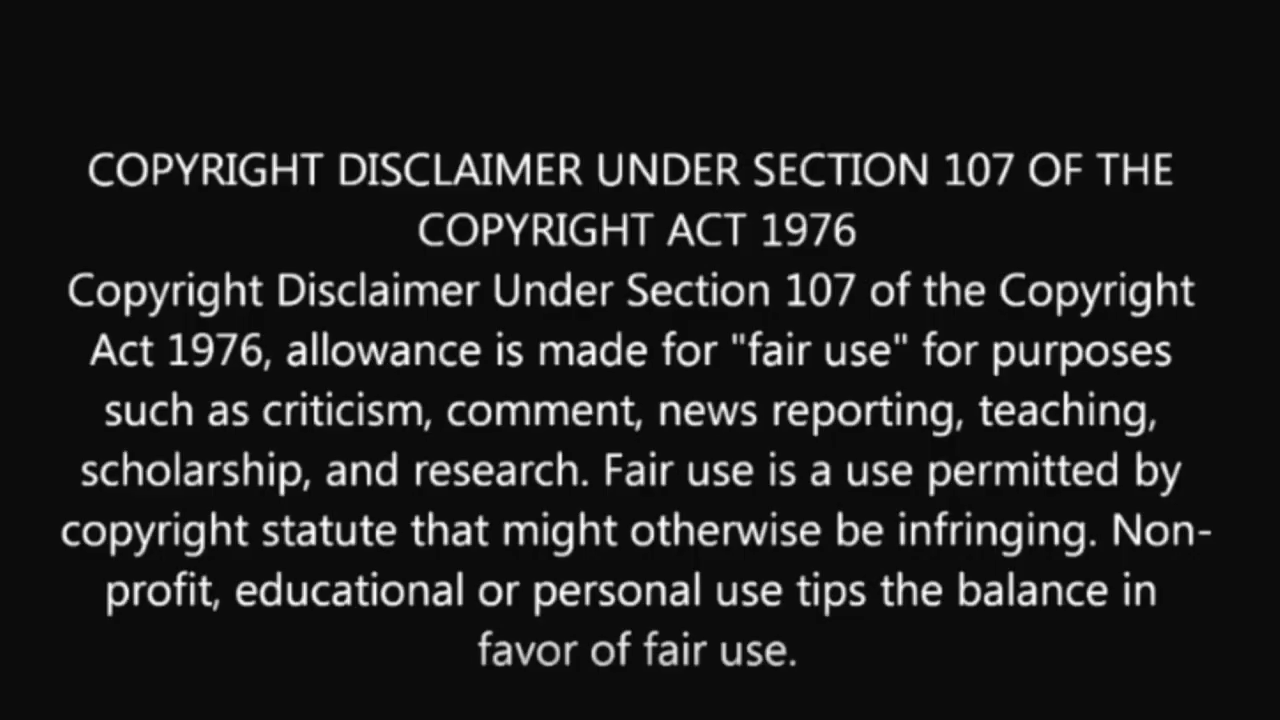 COPYRIGHT DISCLAIMER UNDER SECTION 107 OF THE
COPYRIGHT ACT 1976
Copyright Disclaimer Under Section 107 of the Copyright
Act 1976, allowance is made for "fair use" for purposes
such as criticism, comment, news reporting, teaching,
scholarship, and research. Fair use is a use permitted by
copyright statute that might otherwise be infringing. Non-
profit, educational or personal use tips the balance in
favor of fair use.